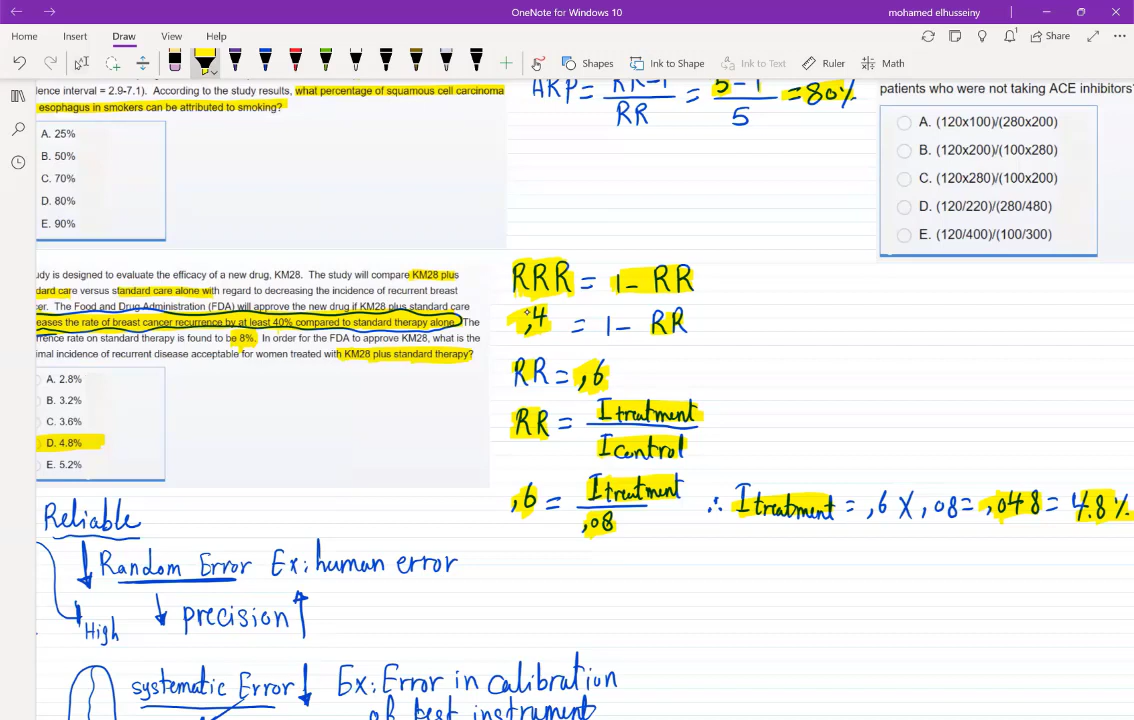 OneNote for Windows 10
mohamed elhusseiny
Home Insert Draw View Help
Share
Shapes
Ink to Shape
Ink to Text
Ruler
Math
lence interval = 2.9-7.1). According to the study results, what percentage of squamous cell carcinoma
esophagus in smokers can be attributed to smoking?
A. 25%
B. 50%
C. 70%
D. 80%
E. 90%
ARP = RR-1 / RR = 5-1 / 5 = 80%
patients who were not taking ACE inhibitors?
A. (120x100)/(280x200)
B. (120x200)/(100x280)
C. (120x280)/(100x200)
D. (120/220)/(280/480)
E. (120/400)/(100/300)
udy is designed to evaluate the efficacy of a new drug, KM28. The study will compare KM28 plus
dard care versus standard care alone with regard to decreasing the incidence of recurrent breast
cer. The Food and Drug Administration (FDA) will approve the new drug if KM28 plus standard care
eases the rate of breast cancer recurrence by at least 40% compared to standard therapy alone. The
rrence rate on standard therapy is found to be 8%. In order for the FDA to approve KM28, what is the
imal incidence of recurrent disease acceptable for women treated with KM28 plus standard therapy?
A. 2.8%
B. 3.2%
C. 3.6%
D. 4.8%
E. 5.2%
RRR = 1- RR
,4 = 1- RR
RR = ,6
RR = Itreatment / Icontrol
,6 = Itreatment / ,08 ∴ Itreatment = ,6 X ,08 = ,048 = 4.8%
Reliable
Random Error Ex: human error
High
precision
systematic Error Ex: Error in calibration
of test instrument